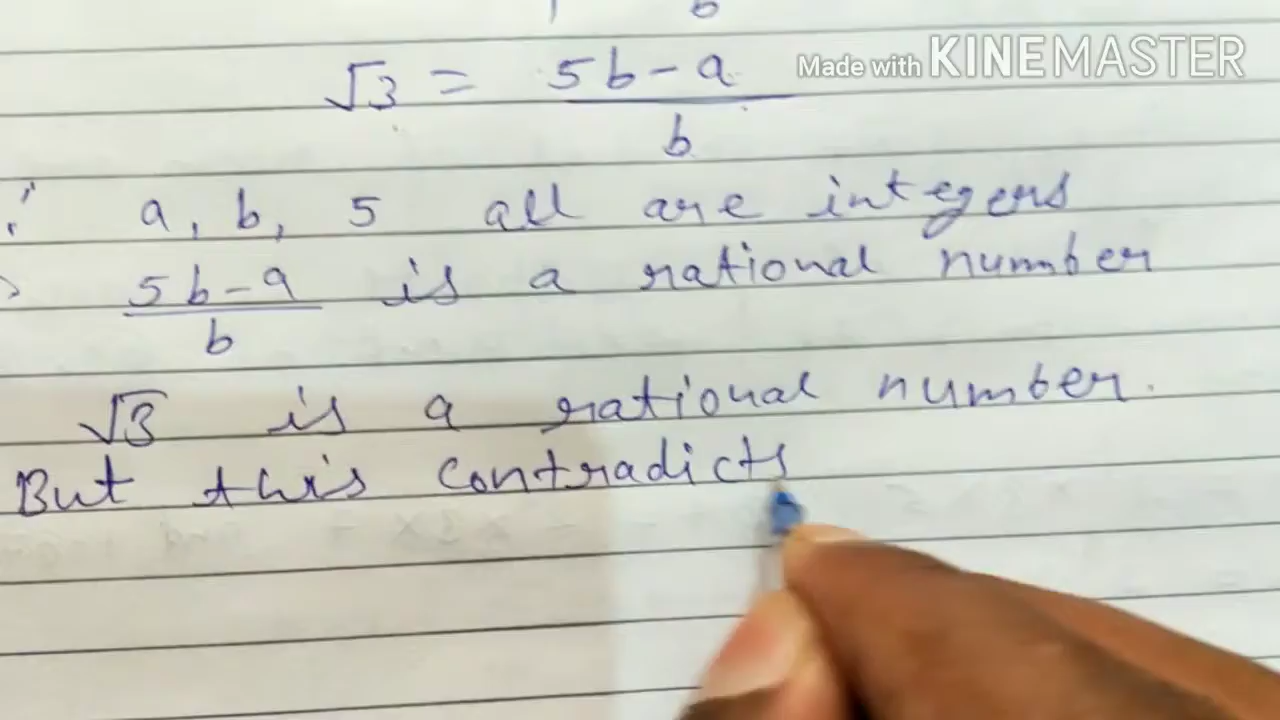 b
√3 = 5b-a
b
Made with KINEMASTER
∵ a, b, 5 all are integers
5b-a is a rational number
b
√3 is a rational number.
But this contradicts